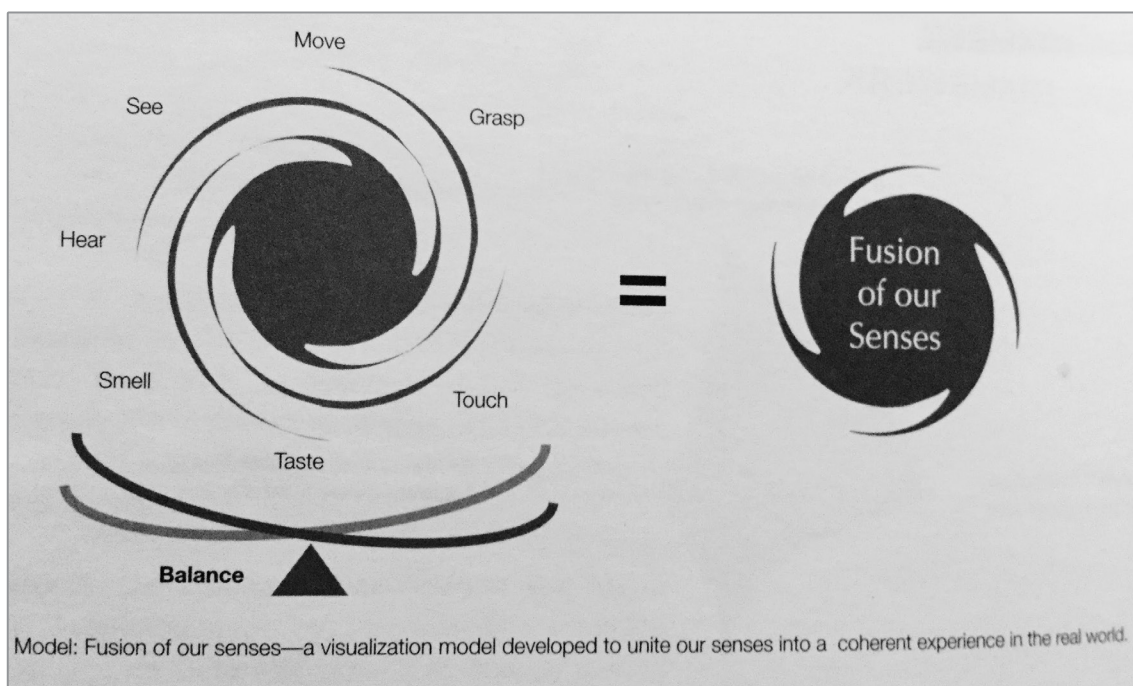 Move
See
Grasp
Hear
=
Fusion
of our
Senses
Smell
Touch
Taste
Balance
Model: Fusion of our senses—a visualization model developed to unite our senses into a coherent experience in the real world.